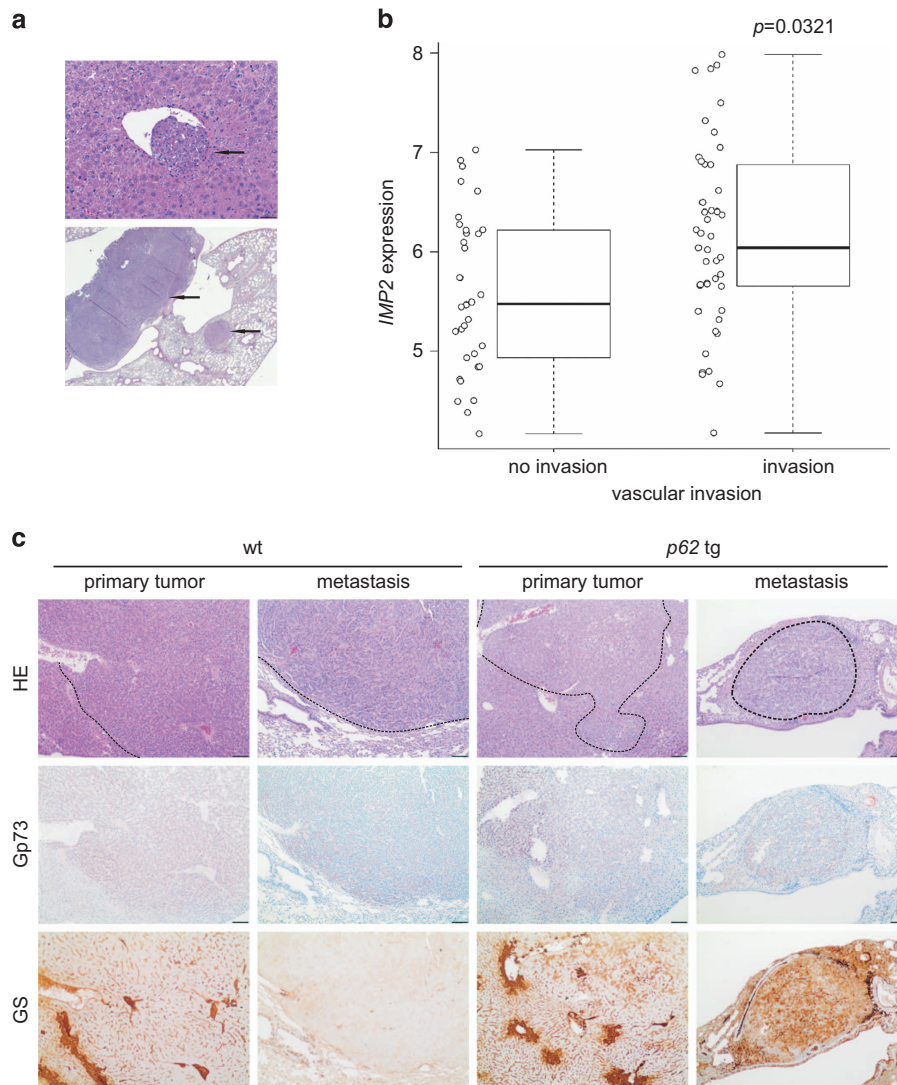 a
b
p=0.0321
8
7
6
5
IMP2 expression
no invasion
invasion
vascular invasion
c
wt
p62 tg
primary tumor
metastasis
primary tumor
metastasis
HE
Gp73
GS